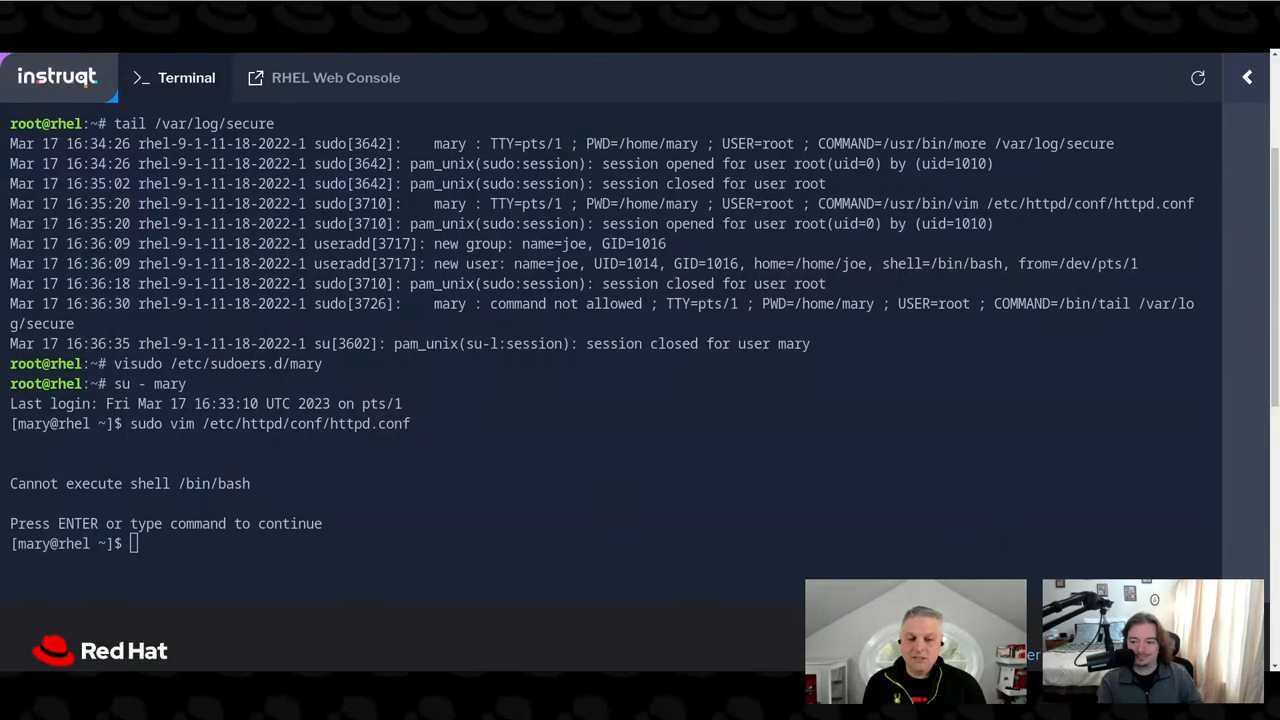 instruqt
>_ Terminal
RHEL Web Console
root@rhel:~# tail /var/log/secure
Mar 17 16:34:26 rhel-9-1-11-18-2022-1 sudo[3642]:    mary : TTY=pts/1 ; PWD=/home/mary ; USER=root ; COMMAND=/usr/bin/more /var/log/secure
Mar 17 16:34:26 rhel-9-1-11-18-2022-1 sudo[3642]: pam_unix(sudo:session): session opened for user root(uid=0) by (uid=1010)
Mar 17 16:35:02 rhel-9-1-11-18-2022-1 sudo[3642]: pam_unix(sudo:session): session closed for user root
Mar 17 16:35:20 rhel-9-1-11-18-2022-1 sudo[3710]:    mary : TTY=pts/1 ; PWD=/home/mary ; USER=root ; COMMAND=/usr/bin/vim /etc/httpd/conf/httpd.conf
Mar 17 16:35:20 rhel-9-1-11-18-2022-1 sudo[3710]: pam_unix(sudo:session): session opened for user root(uid=0) by (uid=1010)
Mar 17 16:36:09 rhel-9-1-11-18-2022-1 useradd[3717]: new group: name=joe, GID=1016
Mar 17 16:36:09 rhel-9-1-11-18-2022-1 useradd[3717]: new user: name=joe, UID=1014, GID=1016, home=/home/joe, shell=/bin/bash, from=/dev/pts/1
Mar 17 16:36:18 rhel-9-1-11-18-2022-1 sudo[3710]: pam_unix(sudo:session): session closed for user root
Mar 17 16:36:30 rhel-9-1-11-18-2022-1 sudo[3726]:    mary : command not allowed ; TTY=pts/1 ; PWD=/home/mary ; USER=root ; COMMAND=/bin/tail /var/lo
g/secure
Mar 17 16:36:35 rhel-9-1-11-18-2022-1 su[3602]: pam_unix(su-l:session): session closed for user mary
root@rhel:~# visudo /etc/sudoers.d/mary
root@rhel:~# su - mary
Last login: Fri Mar 17 16:33:10 UTC 2023 on pts/1
[mary@rhel ~]$ sudo vim /etc/httpd/conf/httpd.conf
Cannot execute shell /bin/bash
Press ENTER or type command to continue
[mary@rhel ~]$
Red Hat